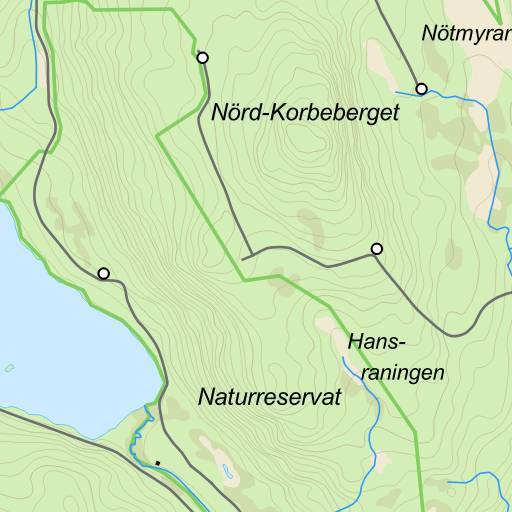 Nötmyran
Nörd-Korbeberget
Hans-
raningen
Naturreservat